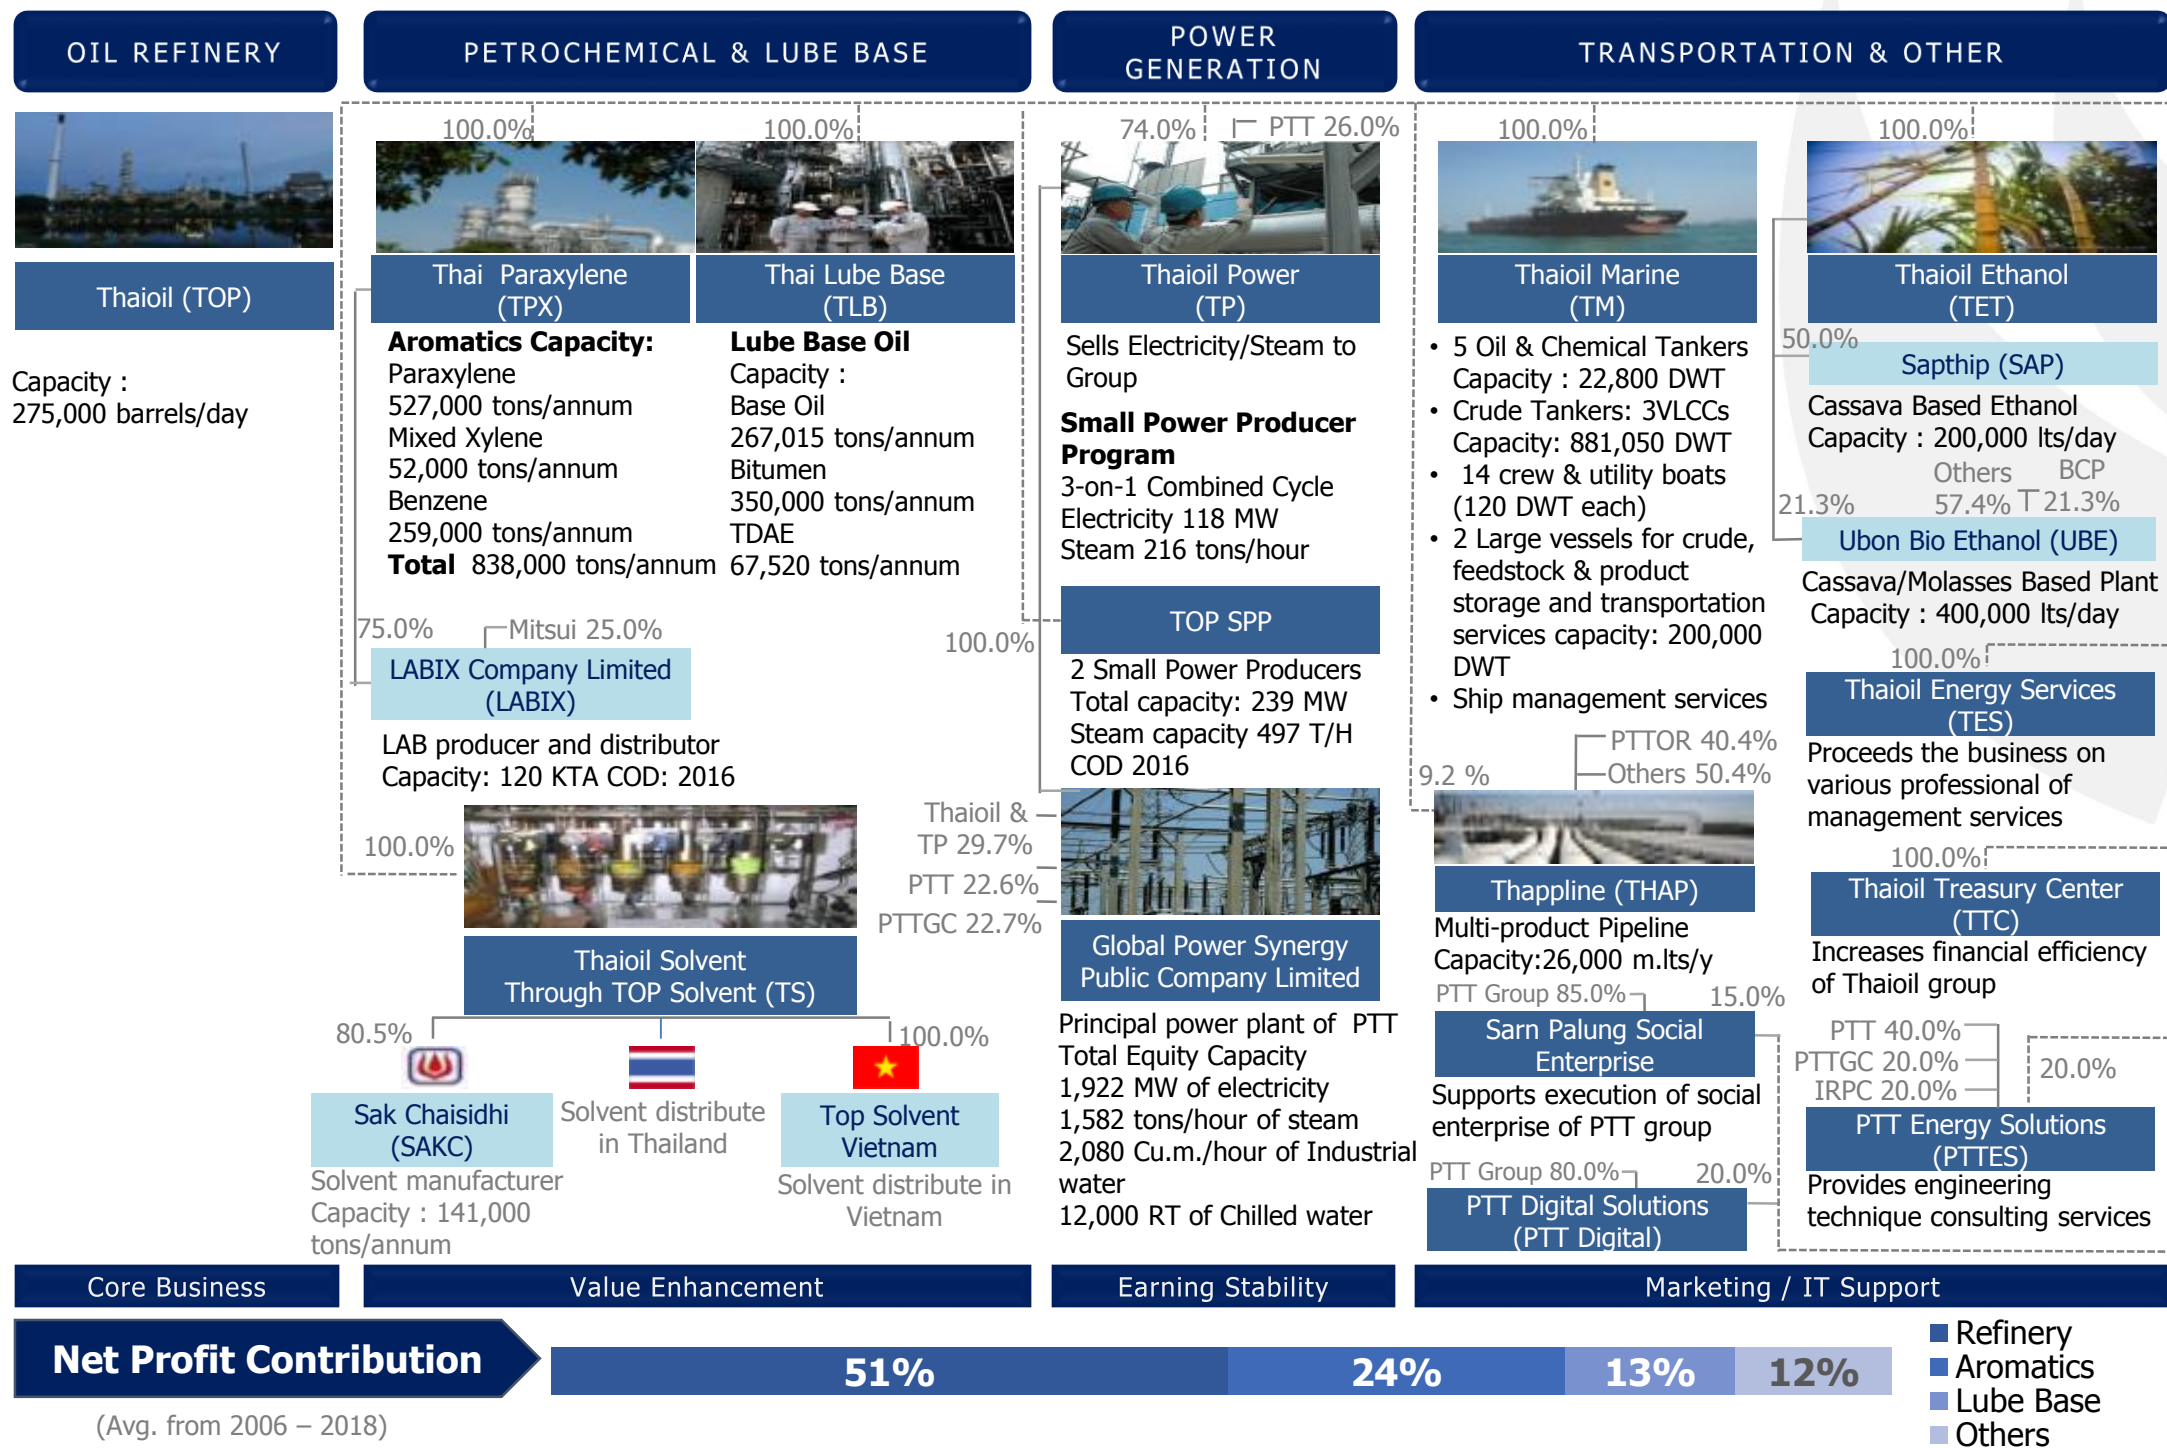 OIL REFINERY
PETROCHEMICAL & LUBE BASE
POWER
GENERATION
TRANSPORTATION & OTHER
Thaioil (TOP)
Capacity :
275,000 barrels/day
100.0%
Thai Paraxylene
(TPX)
Aromatics Capacity:
Paraxylene
527,000 tons/annum
Mixed Xylene
52,000 tons/annum
Benzene
259,000 tons/annum
Total 838,000 tons/annum
100.0%
Thai Lube Base
(TLB)
Lube Base Oil
Capacity :
Base Oil
267,015 tons/annum
Bitumen
350,000 tons/annum
TDAE
67,520 tons/annum
75.0%
Mitsui 25.0%
LABIX Company Limited
(LABIX)
LAB producer and distributor
Capacity: 120 KTA COD: 2016
100.0%
Thaioil Solvent
Through TOP Solvent (TS)
80.5%
100.0%
Sak Chaisidhi
(SAKC)
Solvent manufacturer
Capacity : 141,000
tons/annum
Solvent distribute
in Thailand
Top Solvent
Vietnam
Solvent distribute in
Vietnam
74.0%
PTT 26.0%
Thaioil Power
(TP)
Sells Electricity/Steam to
Group
Small Power Producer
Program
3-on-1 Combined Cycle
Electricity 118 MW
Steam 216 tons/hour
100.0%
TOP SPP
2 Small Power Producers
Total capacity: 239 MW
Steam capacity 497 T/H
COD 2016
Thaioil &
TP 29.7%
PTT 22.6%
PTTGC 22.7%
Global Power Synergy
Public Company Limited
Principal power plant of PTT
Total Equity Capacity
1,922 MW of electricity
1,582 tons/hour of steam
2,080 Cu.m./hour of Industrial
water
12,000 RT of Chilled water
100.0%
Thaioil Marine
(TM)
• 5 Oil & Chemical Tankers
Capacity : 22,800 DWT
• Crude Tankers: 3VLCCs
Capacity: 881,050 DWT
• 14 crew & utility boats
(120 DWT each)
• 2 Large vessels for crude,
feedstock & product
storage and transportation
services capacity: 200,000
DWT
• Ship management services
PTTOR 40.4%
Others 50.4%
9.2 %
Thappline (THAP)
Multi-product Pipeline
Capacity:26,000 m.lts/y
PTT Group 85.0%
15.0%
Sarn Palung Social
Enterprise
Supports execution of social
enterprise of PTT group
PTT Group 80.0%
20.0%
PTT Digital Solutions
(PTT Digital)
100.0%
Thaioil Ethanol
(TET)
50.0%
Sapthip (SAP)
Cassava Based Ethanol
Capacity : 200,000 lts/day
Others
57.4%
BCP
21.3%
21.3%
Ubon Bio Ethanol (UBE)
Cassava/Molasses Based Plant
Capacity : 400,000 lts/day
100.0%
Thaioil Energy Services
(TES)
Proceeds the business on
various professional of
management services
100.0%
Thaioil Treasury Center
(TTC)
Increases financial efficiency
of Thaioil group
PTT 40.0%
PTTGC 20.0%
IRPC 20.0%
20.0%
PTT Energy Solutions
(PTTES)
Provides engineering
technique consulting services
Core Business
Value Enhancement
Earning Stability
Marketing / IT Support
Net Profit Contribution
(Avg. from 2006 – 2018)
51%
24%
13%
12%
Refinery
Aromatics
Lube Base
Others